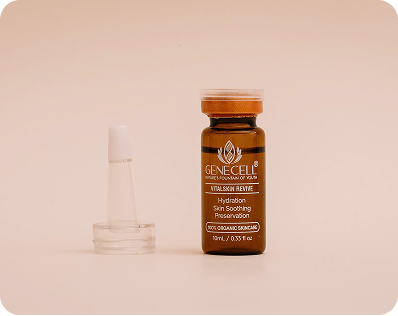 GENECELL®
NATURE'S FOUNTAIN OF YOUTH
VITALSKIN REVIVE
Hydration
Skin Soothing
Preservation
100% ORGANIC SKINCARE
10mL / 0.33 fl oz